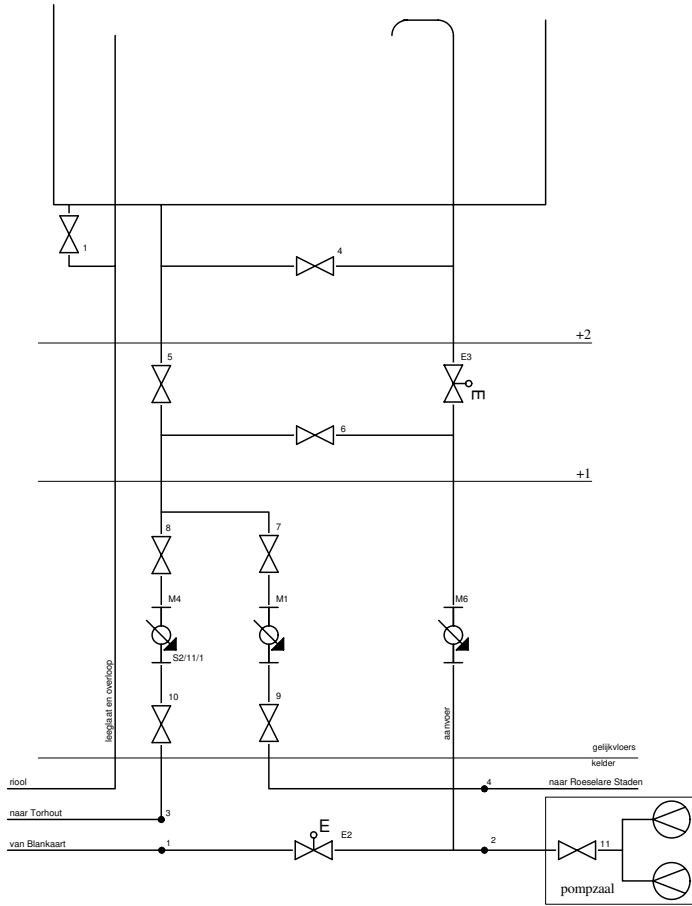 1
4
+2
5
E3
E
6
+1
8
7
M4
M1
M6
S2/11/1
10
9
leeglaat en overloop
aanvoer
gelijkvloers
kelder
riool
4
naar Roeselare Staden
naar Torhout
3
E
van Blankaart
1
E2
2
11
pompzaal